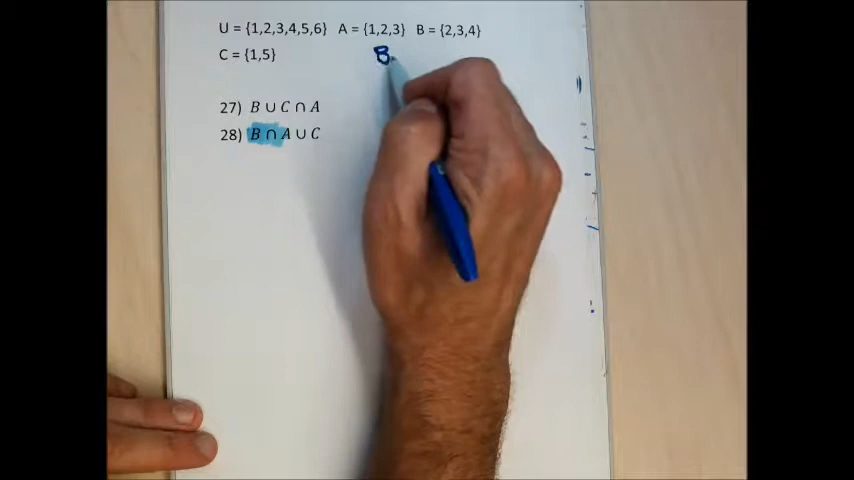 U = {1,2,3,4,5,6} A = {1,2,3} B = {2,3,4}
C = {1,5}
B
27) B ∪ C ∩ A
28) B ∩ A ∪ C